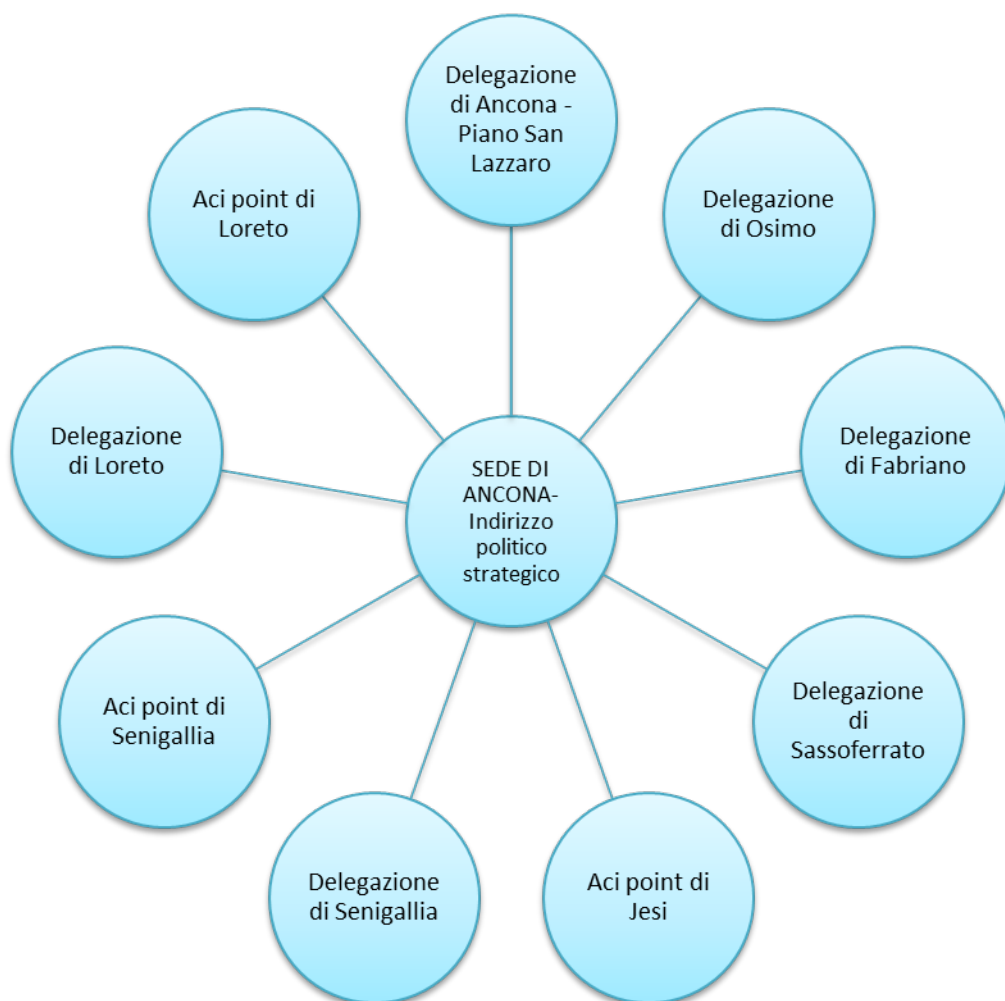 Delegazione
di Ancona -
Piano San
Lazzaro
Delegazione
di Osimo
Delegazione
di Fabriano
Delegazione
di
Sassoferrato
Aci point di
Jesi
Delegazione
di Senigallia
Aci point di
Senigallia
Delegazione
di Loreto
Aci point di
Loreto
SEDE DI
ANCONA-
Indirizzo
politico
strategico